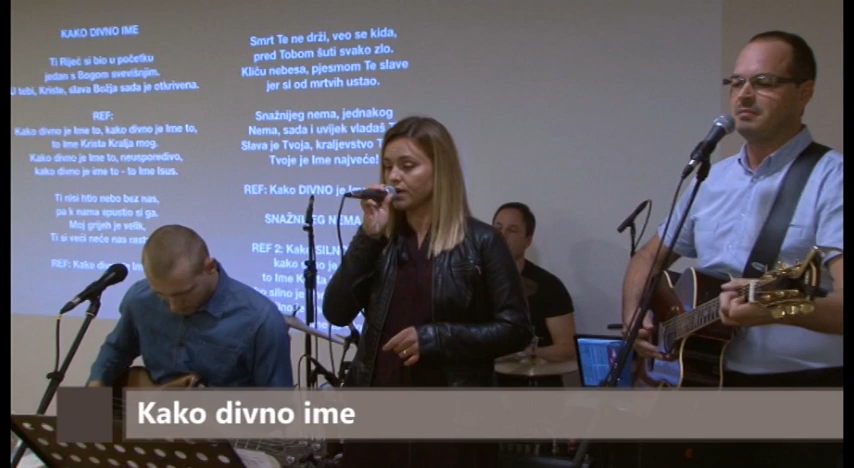 KAKO DIVNO IME
Ti Riječ si bio u početku
jedan s Bogom svevišnjim.
U tebi, Kriste, slava Božja sada je otkrivena.
REF:
Kako divno je Ime to, kako divno je Ime to,
to Ime Krista Kralja mog.
Kako divno je Ime to, neusporedivo,
kako divno je ime to - to Ime Isus.
Ti nisi htio nebo bez nas,
pa k nama spustio si ga.
Moj grijeh je velik,
Ti si veći neće nas
REF: Kako divno
Smrt Te ne drži, veo se kida,
pred Tobom šuti svako zlo.
Kliču nebesa, pjesmom Te slave
jer si od mrtvih ustao.
Snažnijeg nema, jednakog
Nema, sada i uvijek vladaš
Slava je Tvoja, kraljevstvo
Tvoje je Ime najveće!
REF: Kako DIVNO je
SNAŽNIJEG NEMA
REF 2: Kako
kako
to Ime
silno je
Kako divno ime